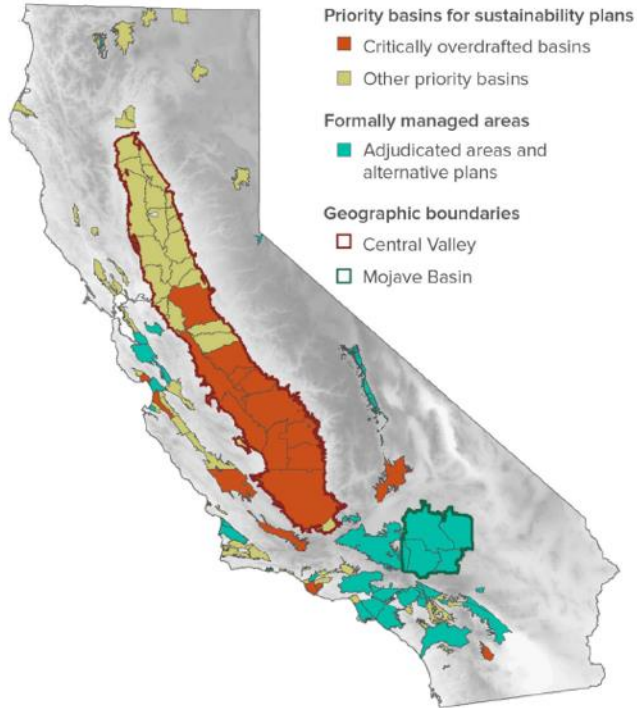 Priority basins for sustainability plans
Critically overdrafted basins
Other priority basins
Formally managed areas
Adjudicated areas and
alternative plans
Geographic boundaries
Central Valley
Mojave Basin